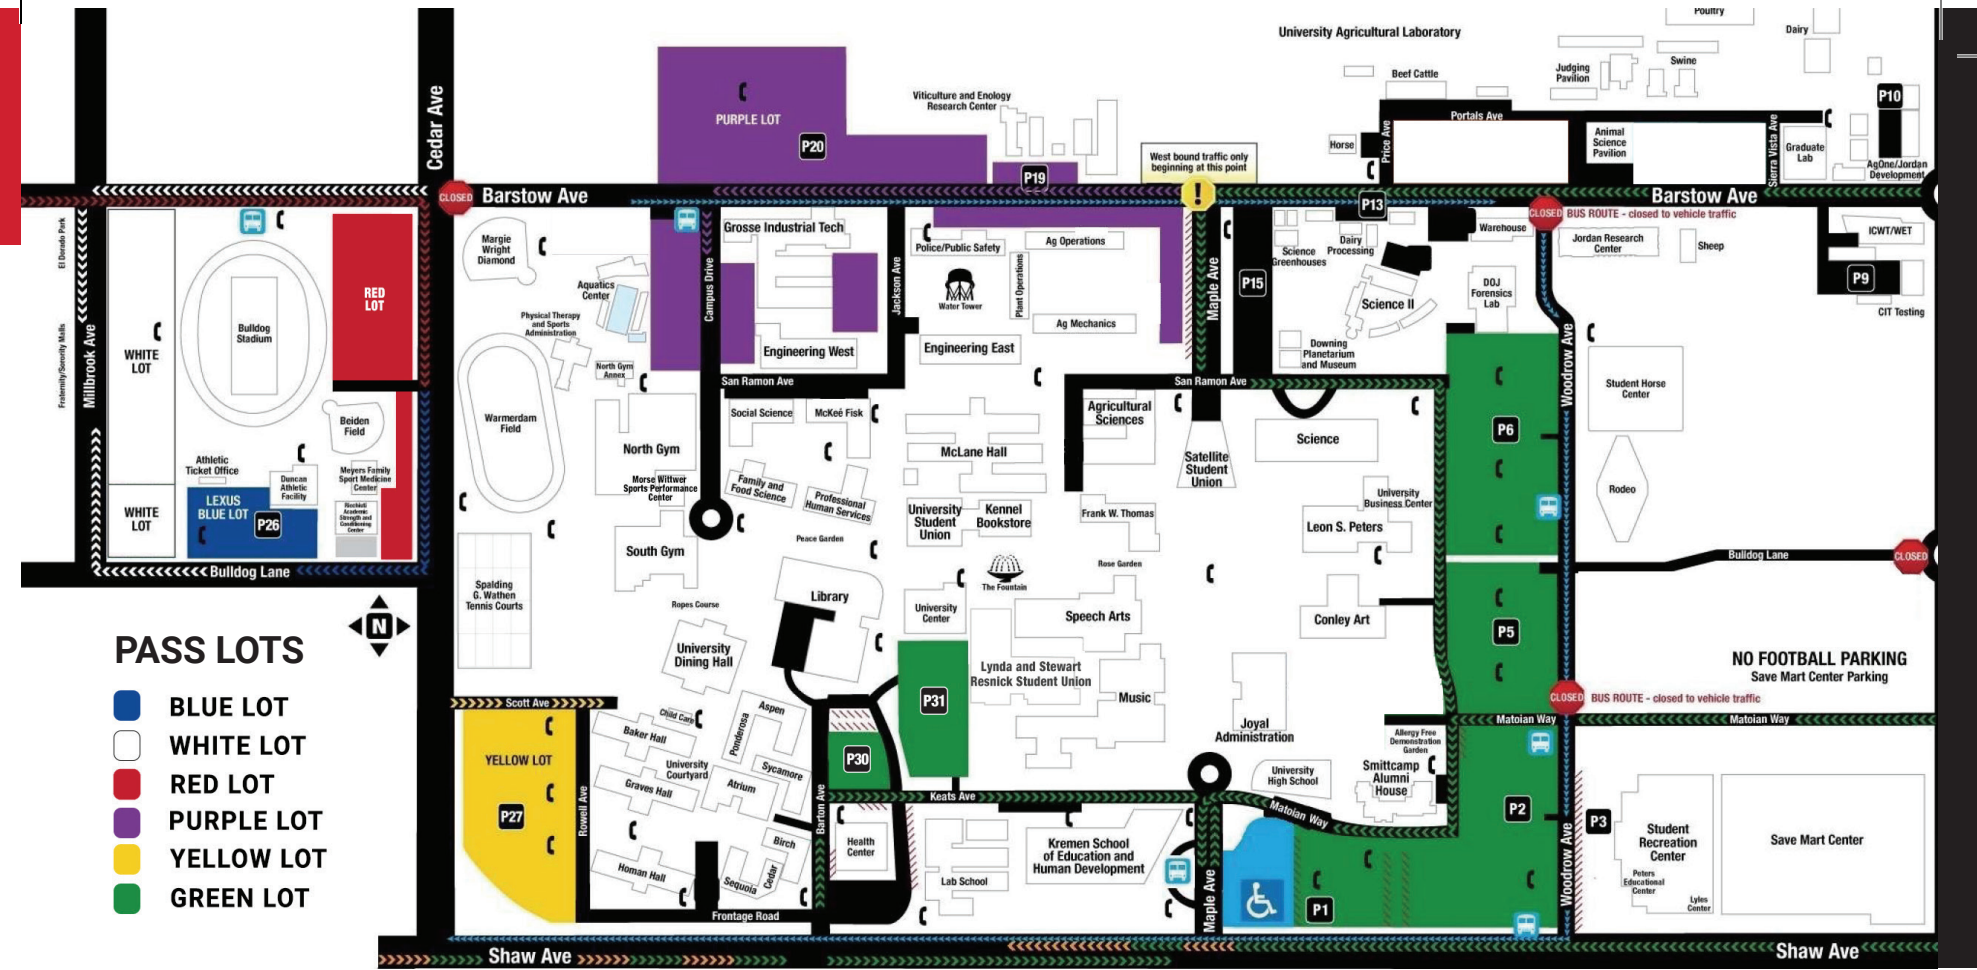 Poultry
University Agricultural Laboratory
Dairy
Swine
Judging
Pavilion
Beef Cattle
P10
Viticulture and Enology
Research Center
PURPLE LOT
P20
Portals Ave
Price Ave
Horse
Animal
Science
Pavilion
Sierra Vista Ave
Graduate
Lab
AgOne/Jordan
Development
West bound traffic only
beginning at this point
P19
Cedar Ave
CLOSED
Barstow Ave
!
P13
Barstow Ave
CLOSED
BUS ROUTE - closed to vehicle traffic
El Dorado Park
Fraternity/Sorority Malls
Millbrook Ave
WHITE
LOT
Bulldog
Stadium
RED
LOT
Margie
Wright
Diamond
Aquatics
Center
Physical Therapy
and Sports
Administration
North Gym
Annex
Campus Drive
Grosse Industrial Tech
Engineering West
Jackson Ave
Police/Public Safety
Water Tower
Plant Operations
Ag Operations
Ag Mechanics
Engineering East
Maple Ave
P15
Science
Greenhouses
Dairy
Processing
Warehouse
Science II
DOJ
Forensics
Lab
Downing
Planetarium
and Museum
Jordan Research
Center
Sheep
ICWT/WET
P9
CIT Testing
San Ramon Ave
San Ramon Ave
Woodrow Ave
Student Horse
Center
Rodeo
P6
Beiden
Field
Athletic
Ticket Office
Duncan
Athletic
Facility
Meyers Family
Sport Medicine
Center
Ricchiuti
Academic
Strength and
Conditioning
Center
WHITE
LOT
LEXUS
BLUE LOT
P26
Bulldog Lane
Warmerdam
Field
North Gym
Morse Wittwer
Sports Performance
Center
South Gym
Social Science
McKee Fisk
Family and
Food Science
Professional
Human Services
Peace Garden
McLane Hall
University
Student
Union
Kennel
Bookstore
Agricultural
Sciences
Frank W. Thomas
Satellite
Student
Union
Science
University
Business Center
Leon S. Peters
Bulldog Lane
CLOSED
Spalding
G. Wathen
Tennis Courts
Ropes Course
University
Dining Hall
Library
The Fountain
Rose Garden
University
Center
Speech Arts
Conley Art
P5
N
PASS LOTS
BLUE LOT
WHITE LOT
RED LOT
PURPLE LOT
YELLOW LOT
GREEN LOT
NO FOOTBALL PARKING
Save Mart Center Parking
CLOSED
BUS ROUTE - closed to vehicle traffic
Lynda and Stewart
Resnick Student Union
P31
Music
Joyal
Administration
Matoian Way
Matoian Way
Scott Ave
YELLOW LOT
P27
Rowell Ave
Child Care
Baker Hall
University
Courtyard
Graves Hall
Homan Hall
Ponderosa
Aspen
Sycamore
Atrium
Birch
Sequoia
Cedar
Barton Ave
P30
Keats Ave
Health
Center
Lab School
Kremen School
of Education and
Human Development
University
High School
Allergy Free
Demonstration
Garden
Smittcamp
Alumni
House
Matoian Way
P2
P1
Maple Ave
Woodrow Ave
P3
Student
Recreation
Center
Peters
Educational
Center
Lyles
Center
Save Mart Center
Frontage Road
Shaw Ave
Shaw Ave